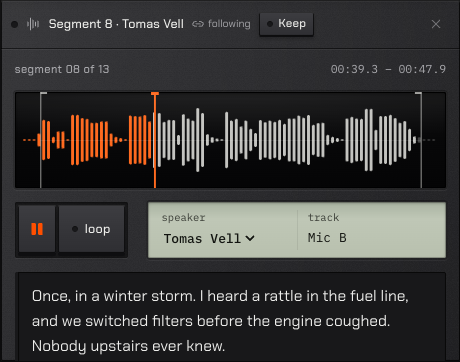 Segment 8 · Tomas Vell following Keep
segment 08 of 13 00:39.3 – 00:47.9
loop
speaker track
Tomas Vell Mic B
Once, in a winter storm. I heard a rattle in the fuel line,
and we switched filters before the engine coughed.
Nobody upstairs ever knew.